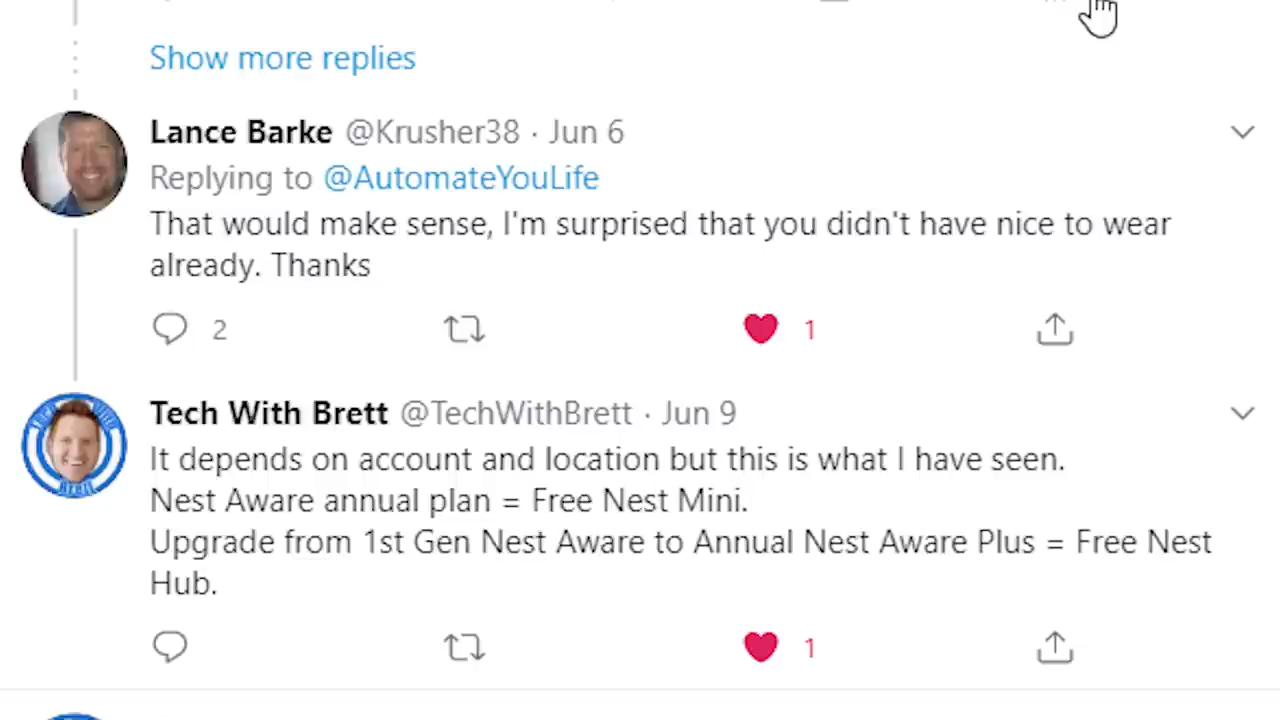 Show more replies
Lance Barke @Krusher38 · Jun 6
Replying to @AutomateYouLife
That would make sense, I'm surprised that you didn't have nice to wear
already. Thanks
2 1
Tech With Brett @TechWithBrett · Jun 9
It depends on account and location but this is what I have seen.
Nest Aware annual plan = Free Nest Mini.
Upgrade from 1st Gen Nest Aware to Annual Nest Aware Plus = Free Nest
Hub.
1